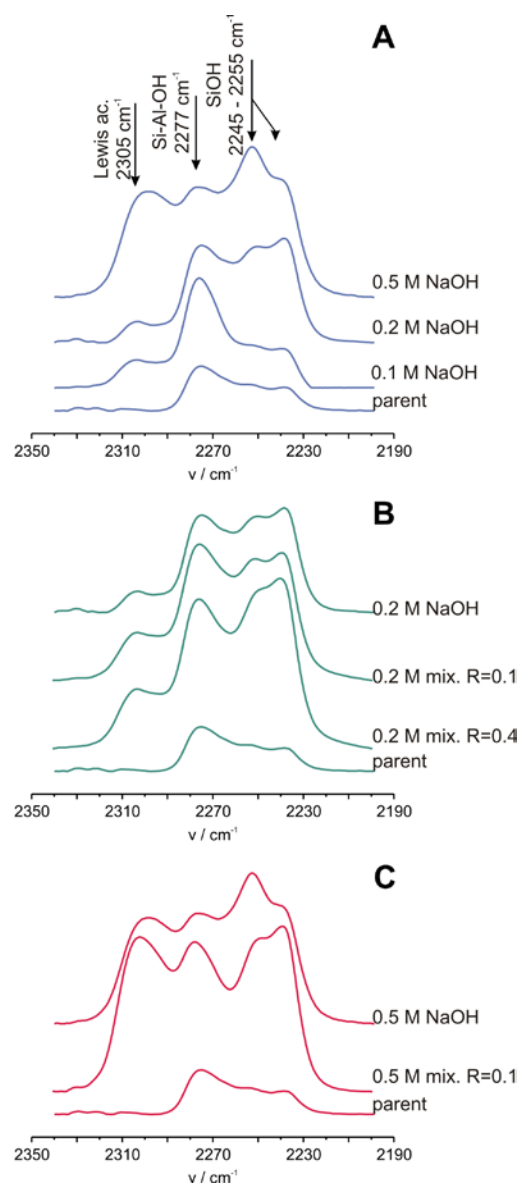 A
Lewis ac.
2305 cm⁻¹
Si-Al-OH
2277 cm⁻¹
SiOH
2245 - 2255 cm⁻¹
0.5 M NaOH
0.2 M NaOH
0.1 M NaOH
parent
2350 2310 2270 2230 2190
ν / cm⁻¹
B
0.2 M NaOH
0.2 M mix. R=0.1
0.2 M mix. R=0.4
parent
2350 2310 2270 2230 2190
ν / cm⁻¹
C
0.5 M NaOH
0.5 M mix. R=0.1
parent
2350 2310 2270 2230 2190
ν / cm⁻¹